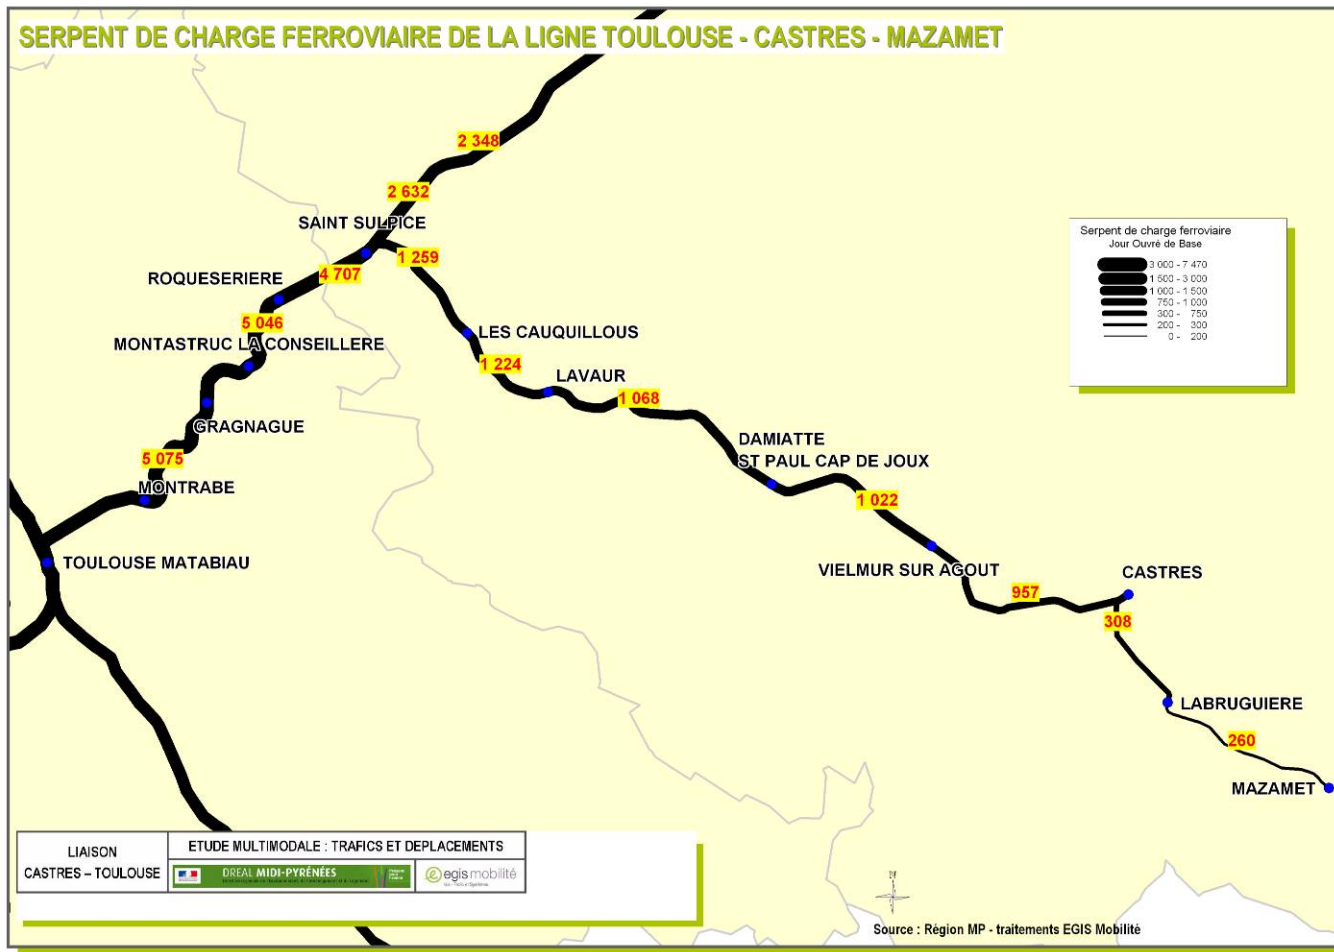 SERPENT DE CHARGE FERROVIAIRE DE LA LIGNE TOULOUSE - CASTRES - MAZAMET
2 348
2 632
SAINT SULPICE
1 259
4 707
ROQUESERIERE
5 046
MONTASTRUC LA CONSEILLERE
LES CAUQUILLOUS
1 224
LAVAUR
1 068
GRAGNAGUE
5 075
MONTRABE
DAMIATTE
ST PAUL CAP DE JOUX
1 022
TOULOUSE MATABIAU
VIELMUR SUR AGOUT
957
CASTRES
308
LABRUGUIERE
260
MAZAMET
Serpent de charge ferroviaire
Jour Ouvré de Base
3 000 - 7 470
1 500 - 3 000
1 000 - 1 500
750 - 1 000
300 - 750
200 - 300
0 - 200
LIAISON
CASTRES – TOULOUSE
ETUDE MULTIMODALE : TRAFICS ET DEPLACEMENTS
DREAL MIDI-PYRÉNÉES
egis mobilité
N
Source : Région MP - traitements EGIS Mobilité